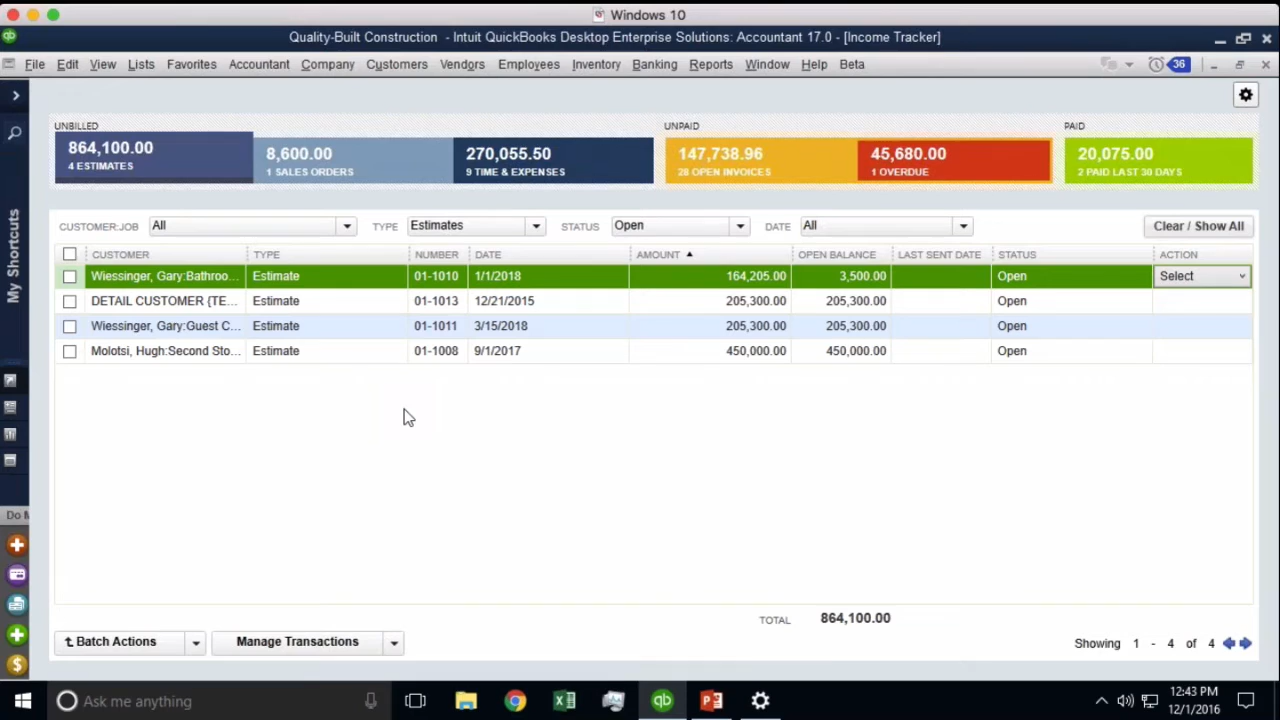 Windows 10
Quality-Built Construction - Intuit QuickBooks Desktop Enterprise Solutions: Accountant 17.0 - [Income Tracker]
File Edit View Lists Favorites Accountant Company Customers Vendors Employees Inventory Banking Reports Window Help Beta 36
My Shortcuts
UNBILLED UNPAID PAID
864,100.00 8,600.00 270,055.50 147,738.96 45,680.00 20,075.00
4 ESTIMATES 1 SALES ORDERS 9 TIME & EXPENSES 28 OPEN INVOICES 1 OVERDUE 2 PAID LAST 30 DAYS
CUSTOMER:JOB All TYPE Estimates STATUS Open DATE All Clear / Show All
CUSTOMER TYPE NUMBER DATE AMOUNT OPEN BALANCE LAST SENT DATE STATUS ACTION
Wiessinger, Gary:Bathroo... Estimate 01-1010 1/1/2018 164,205.00 3,500.00 Open Select
DETAIL CUSTOMER {TE... Estimate 01-1013 12/21/2015 205,300.00 205,300.00 Open
Wiessinger, Gary:Guest C... Estimate 01-1011 3/15/2018 205,300.00 205,300.00 Open
Molotsi, Hugh:Second Sto... Estimate 01-1008 9/1/2017 450,000.00 450,000.00 Open
Do
TOTAL 864,100.00
Batch Actions Manage Transactions Showing 1 - 4 of 4
Ask me anything
12:43 PM
12/1/2016